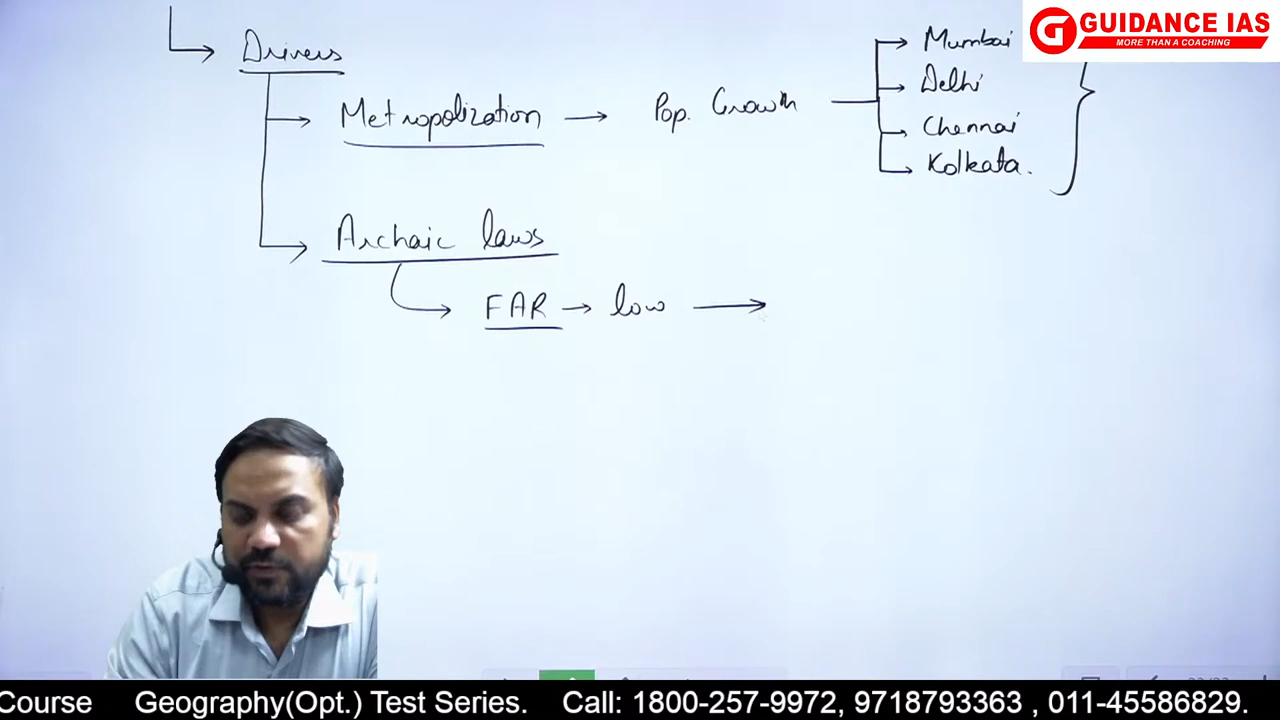 GUIDANCE IAS
MORE THAN A COACHING
Drivers
Metropolization → Pop. Growth
Mumbai
Delhi
Chennai
Kolkata.
Archaic laws
FAR → low →
Course Geography(Opt.) Test Series. Call: 1800-257-9972, 9718793363 , 011-45586829.